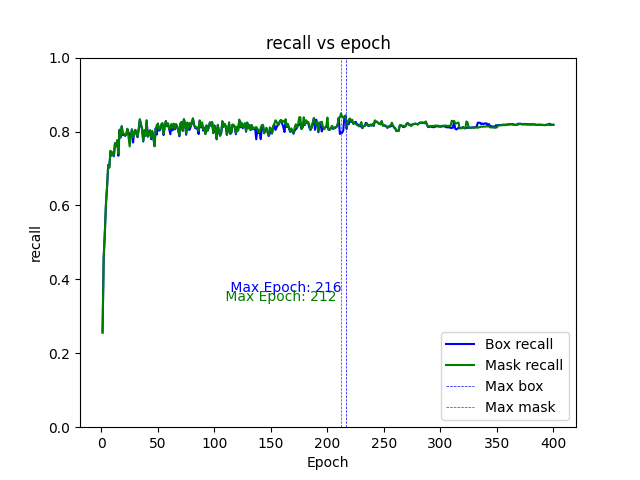 recall vs epoch
1.0
0.8
0.6
0.4
0.2
0.0
recall
Max Epoch: 216
Max Epoch: 212
Box recall
Mask recall
Max box
Max mask
0 50 100 150 200 250 300 350 400
Epoch